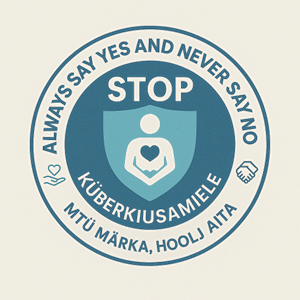 ALWAYS SAY YES AND NEVER SAY NO
STOP
KÜBERKIUSAMIELE
MTÜ MÄRKA, HOOLJ AITA